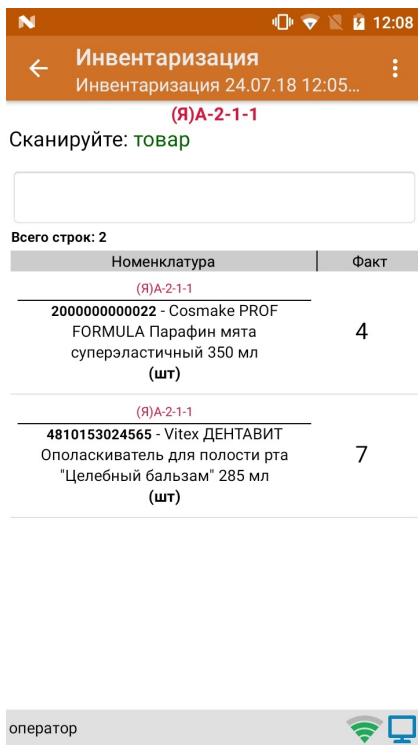 12:08
Инвентаризация
Инвентаризация 24.07.18 12:05...
(Я)А-2-1-1
Сканируйте: товар
Всего строк: 2
Номенклатура Факт
(Я)А-2-1-1
2000000000022 - Cosmake PROF
FORMULA Парафин мята
суперэластичный 350 мл
(шт)
4
(Я)А-2-1-1
4810153024565 - Vitex ДЕНТАВИТ
Ополаскиватель для полости рта
"Целебный бальзам" 285 мл
(шт)
7
оператор